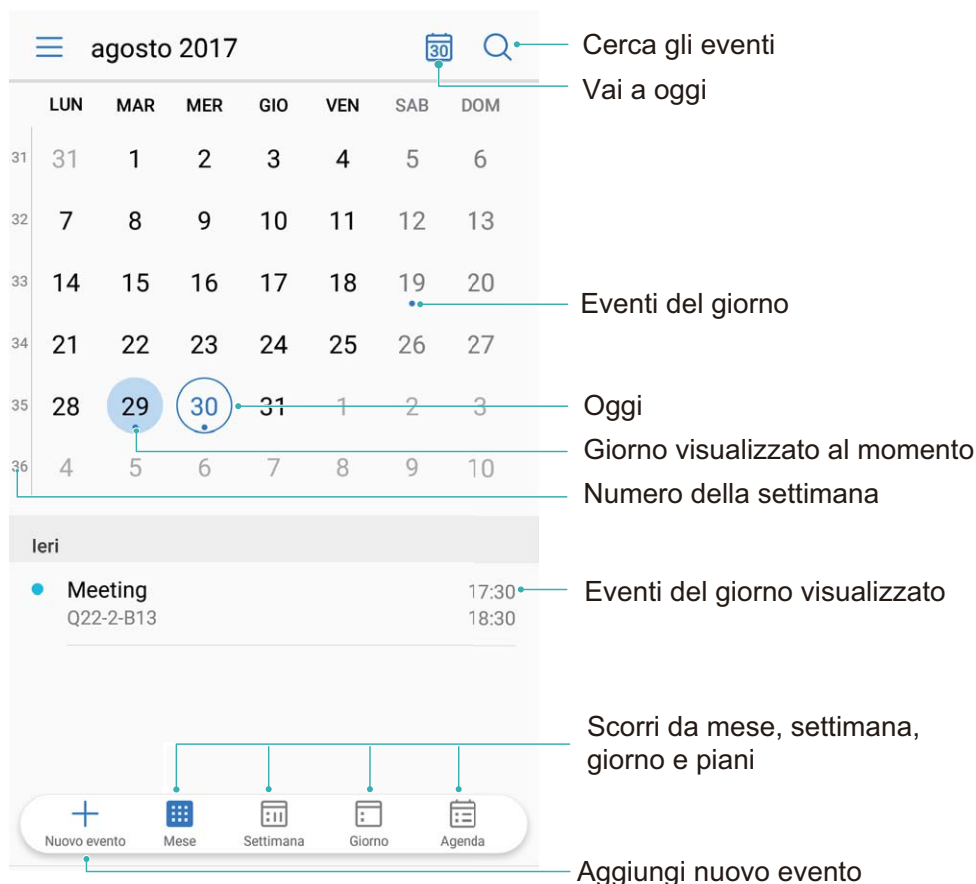 agosto 2017
30
Cerca gli eventi
Vai a oggi
LUN MAR MER GIO VEN SAB DOM
31 31 1 2 3 4 5 6
32 7 8 9 10 11 12 13
33 14 15 16 17 18 19 20
Eventi del giorno
34 21 22 23 24 25 26 27
35 28 29 30 31 1 2 3
Oggi
Giorno visualizzato al momento
36 4 5 6 7 8 9 10
Numero della settimana
Ieri
Meeting 17:30
Eventi del giorno visualizzato
Q22-2-B13 18:30
Scorri da mese, settimana,
giorno e piani
Nuovo evento Mese Settimana Giorno Agenda
Aggiungi nuovo evento